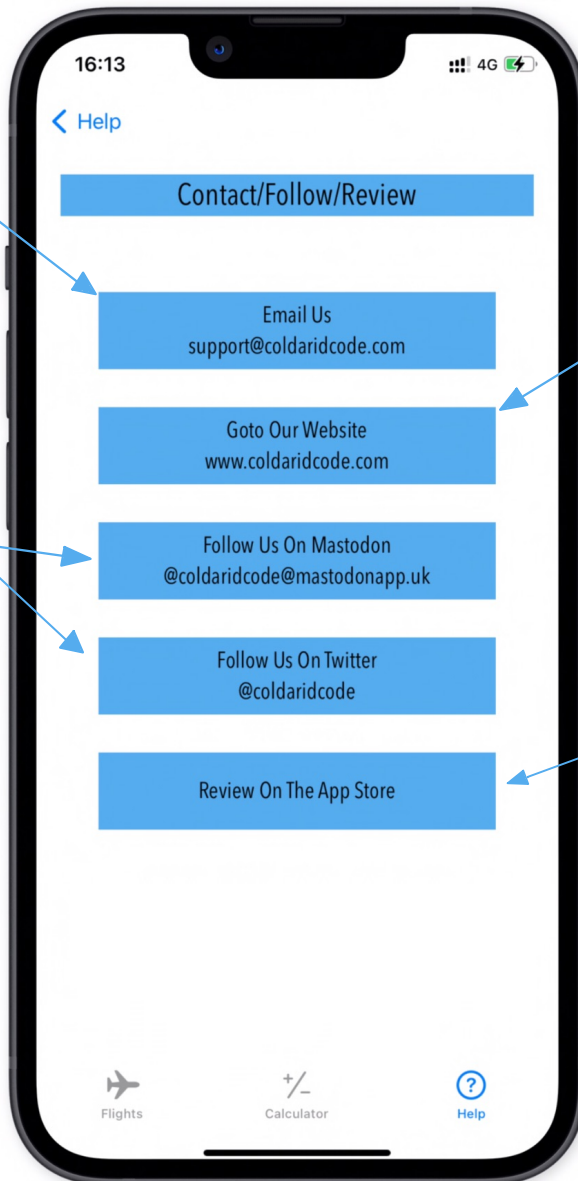 16:13
4G
Help
Contact/Follow/Review
Email Us
support@coldaridcode.com
Goto Our Website
www.coldaridcode.com
Follow Us On Mastodon
@coldaridcode@mastodonapp.uk
Follow Us On Twitter
@coldaridcode
Review On The App Store
Flights
Calculator
Help